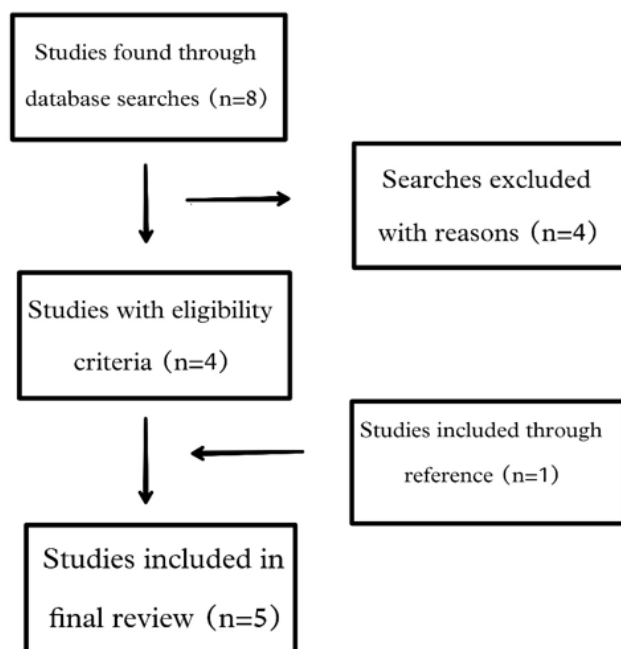 Studies found through
database searches (n=8)
Searches excluded
with reasons (n=4)
Studies with eligibility
criteria (n=4)
Studies included through
reference (n=1)
Studies included in
final review (n=5)